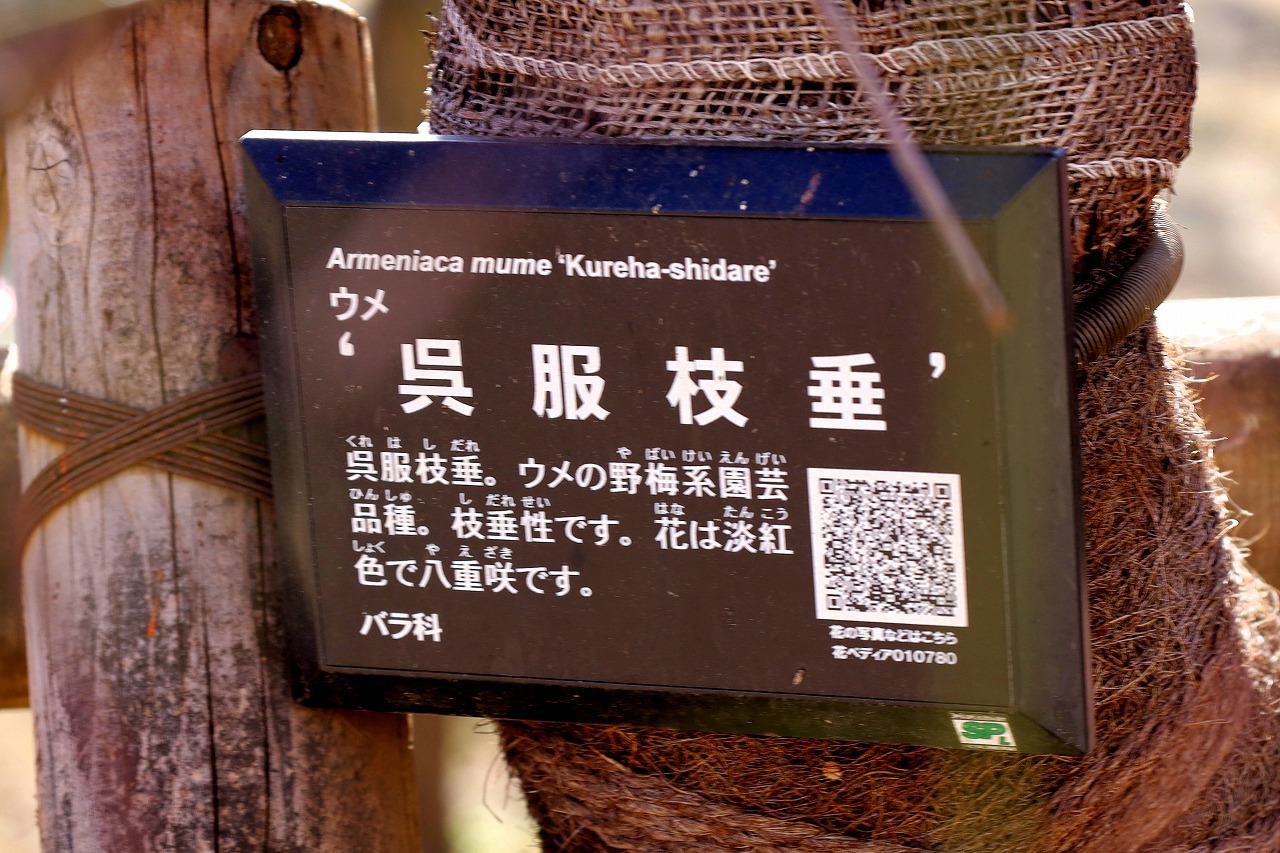 Armeniaca mume ‘Kureha-shidare’
ウメ
‘呉服枝垂’
くれ は し だれ や ばい けい えん げい
呉服枝垂。ウメの野梅系園芸
ひん しゅ し だれ せい はな たん こう
品種。枝垂性です。花は淡紅
しょく や え ざき
色で八重咲です。
バラ科
花の写真などはこちら
花ペディア010780
SPL